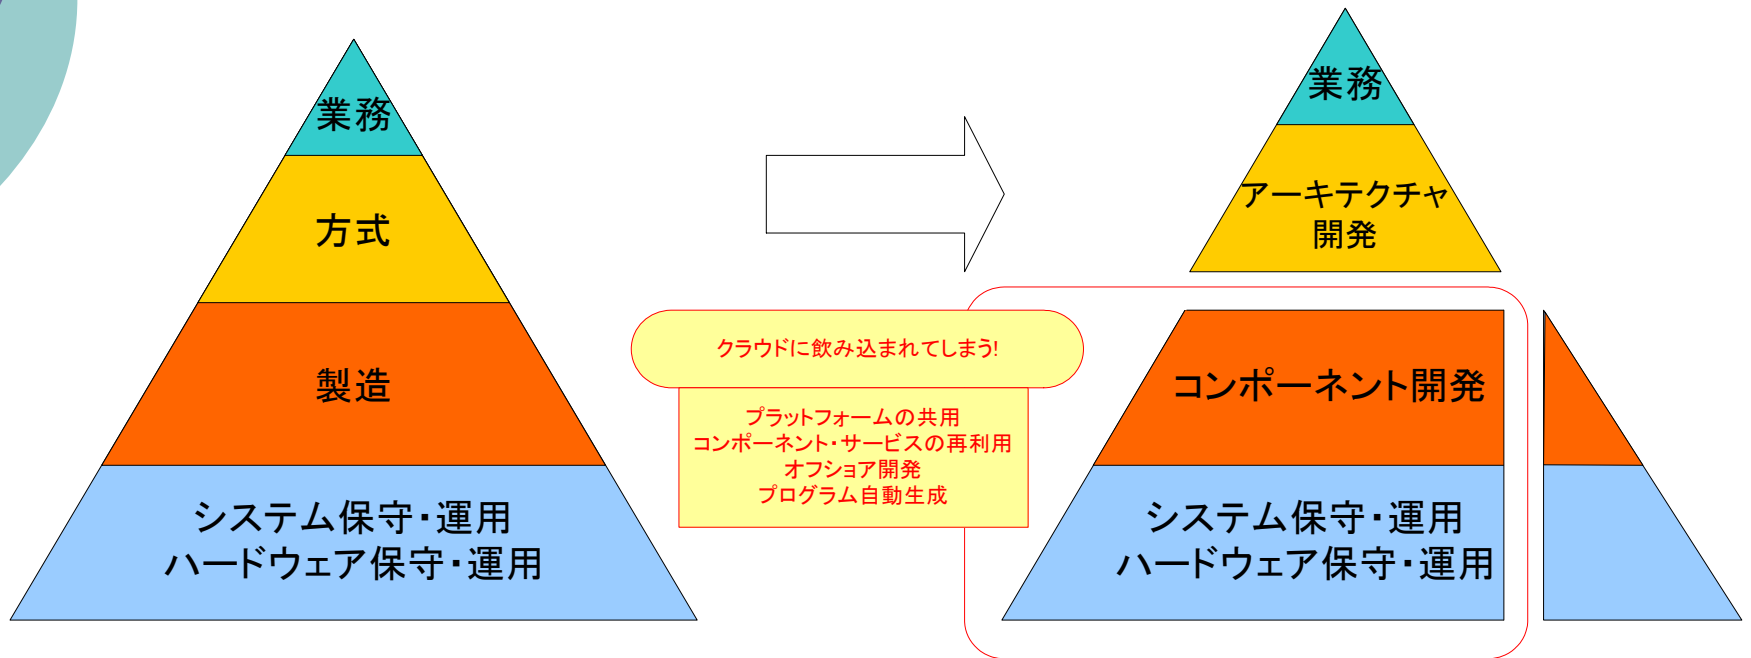 業務
方式
製造
システム保守・運用
ハードウェア保守・運用
クラウドに飲み込まれてしまう!
プラットフォームの共用
コンポーネント・サービスの再利用
オフショア開発
プログラム自動生成
業務
アーキテクチャ
開発
コンポーネント開発
システム保守・運用
ハードウェア保守・運用